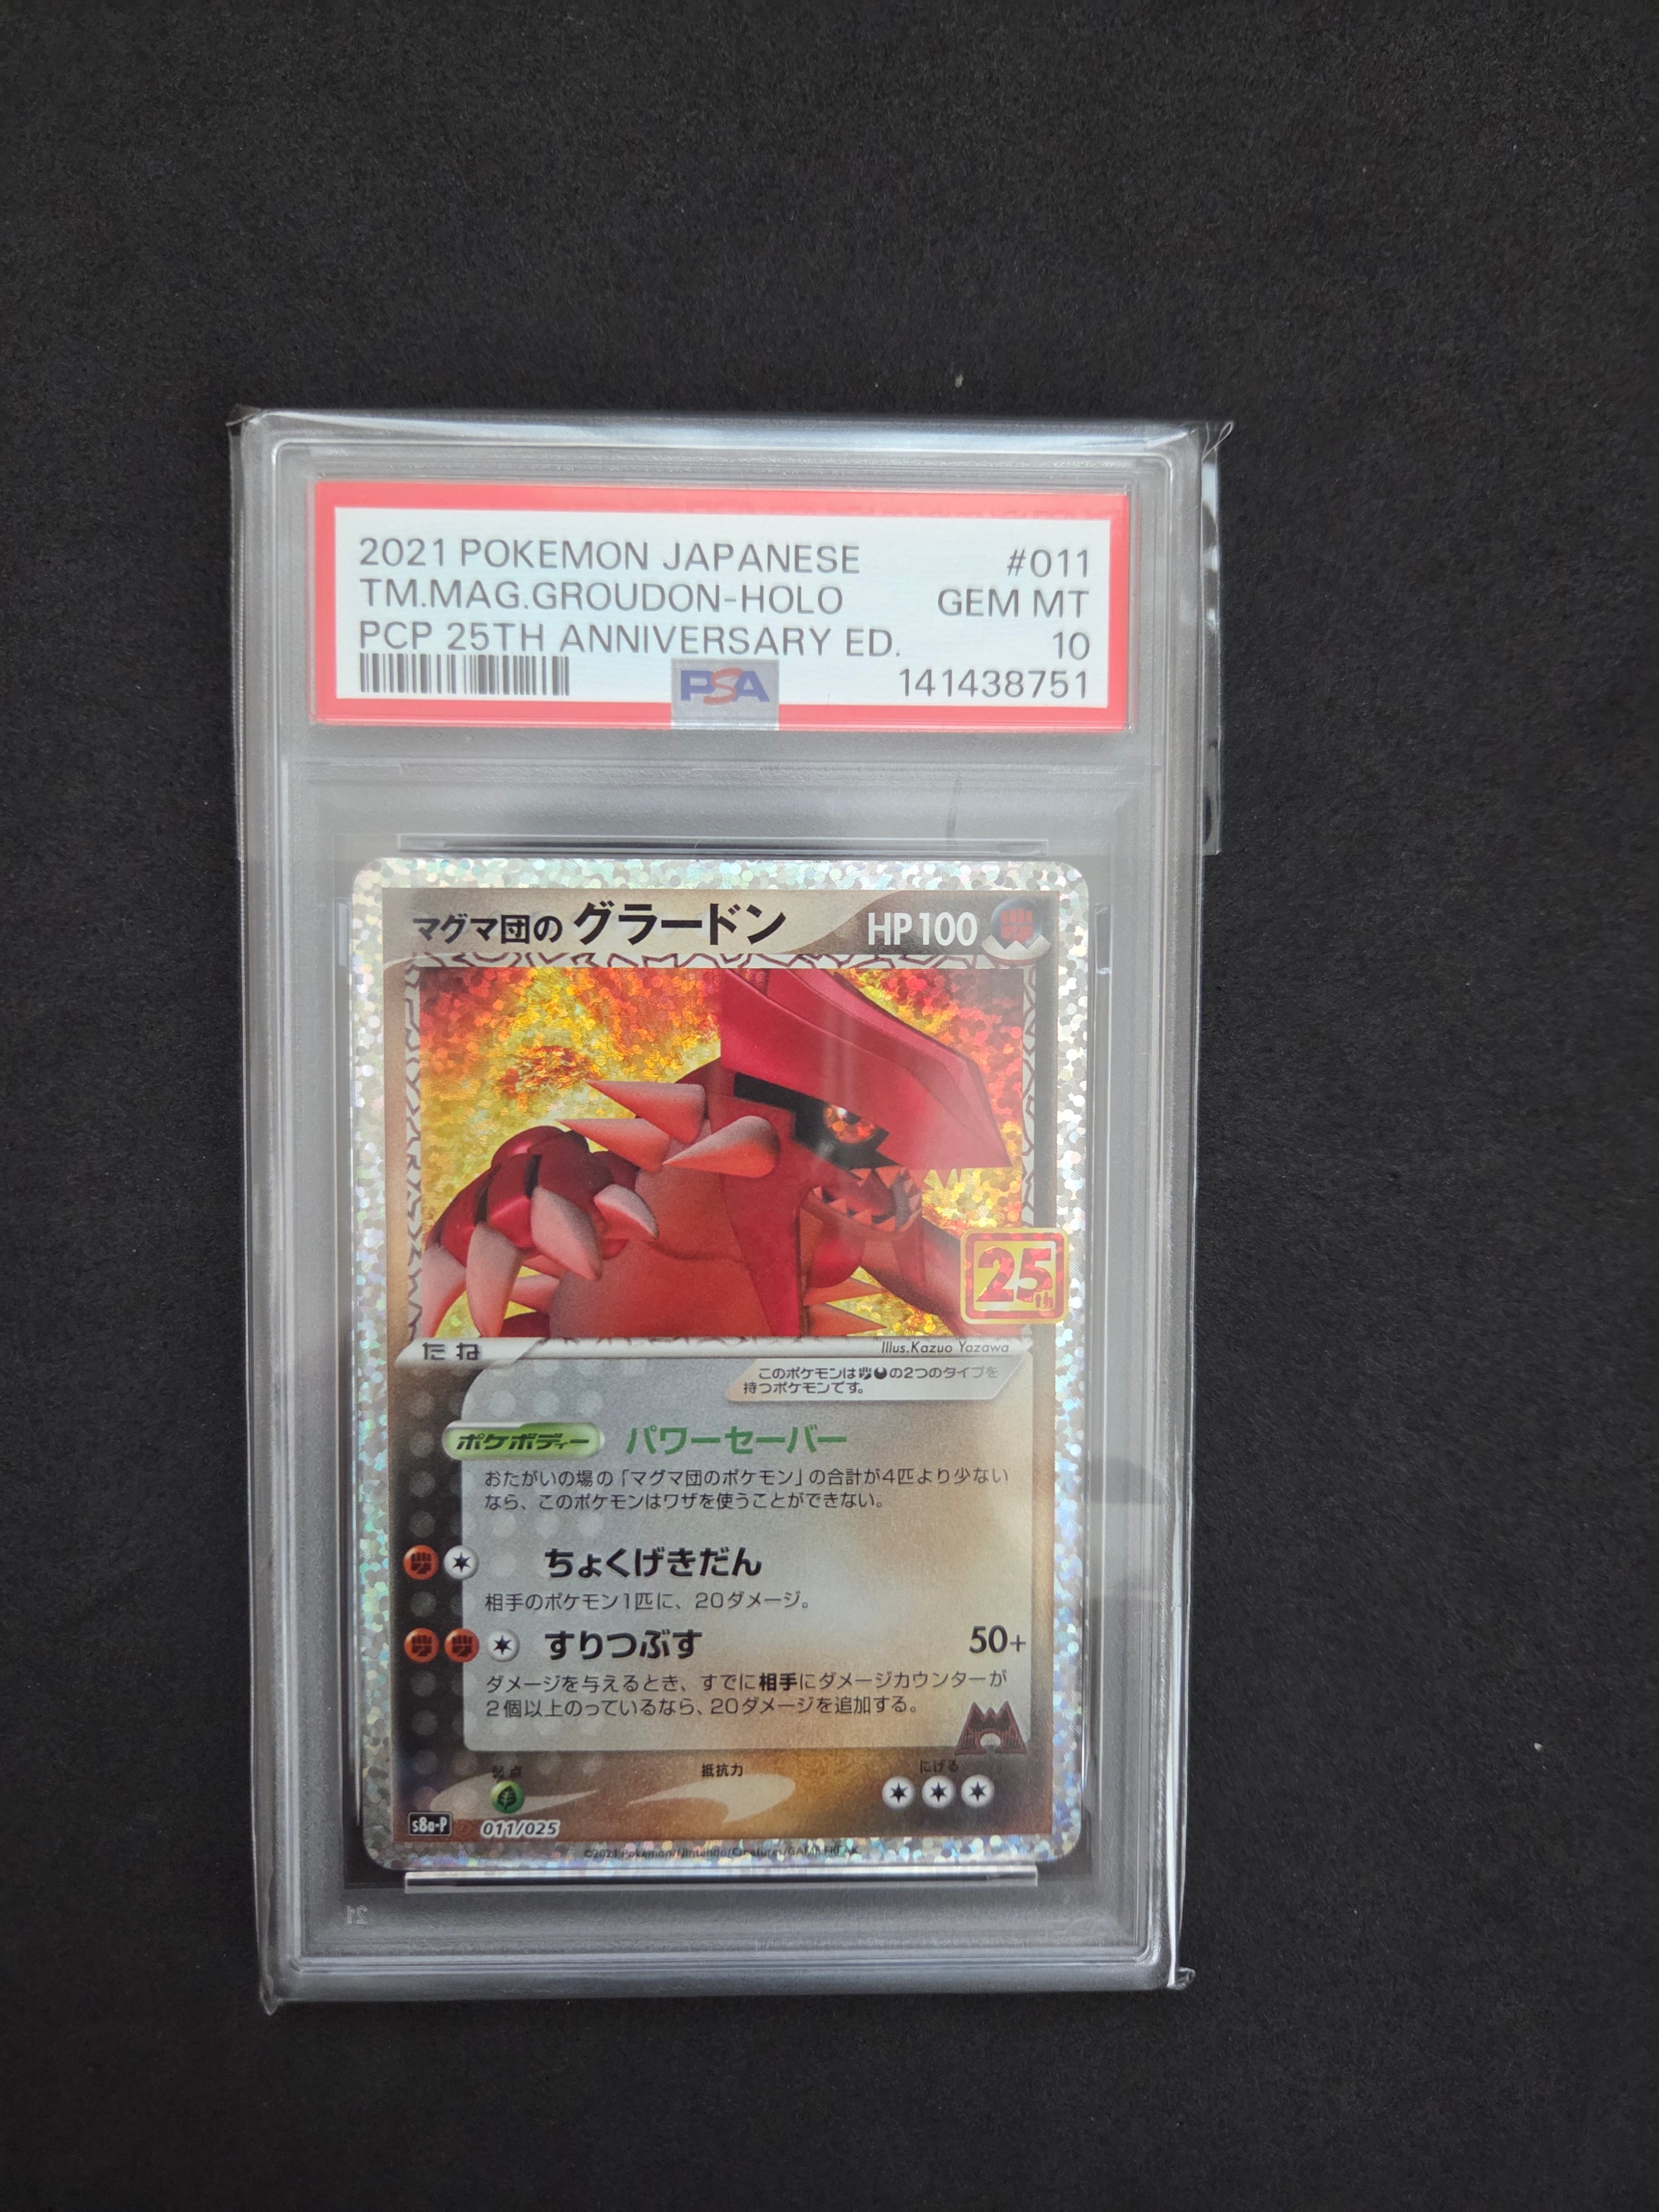 2021 POKEMON JAPANESE #011
TM.MAG.GROUDON-HOLO GEM MT
PCP 25TH ANNIVERSARY ED. 10
PSA 141438751
マグマ団の グラードン HP100
25th
たね Illus.Kazuo Yazawa
このポケモンは の2つのタイプを
持つポケモンです。
ポケボディー パワーセーバー
おたがいの場の「マグマ団のポケモン」の合計が4匹より少ない
なら、このポケモンはワザを使うことができない。
ちょくげきだん
相手のポケモン1匹に、20ダメージ。
すりつぶす 50+
ダメージを与えるとき、すでに相手にダメージカウンターが
2個以上のっているなら、20ダメージを追加する。
弱点 抵抗力 にげる
s8a-P 011/025
©2021 Pokémon/Nintendo/Creatures/GAME FREAK